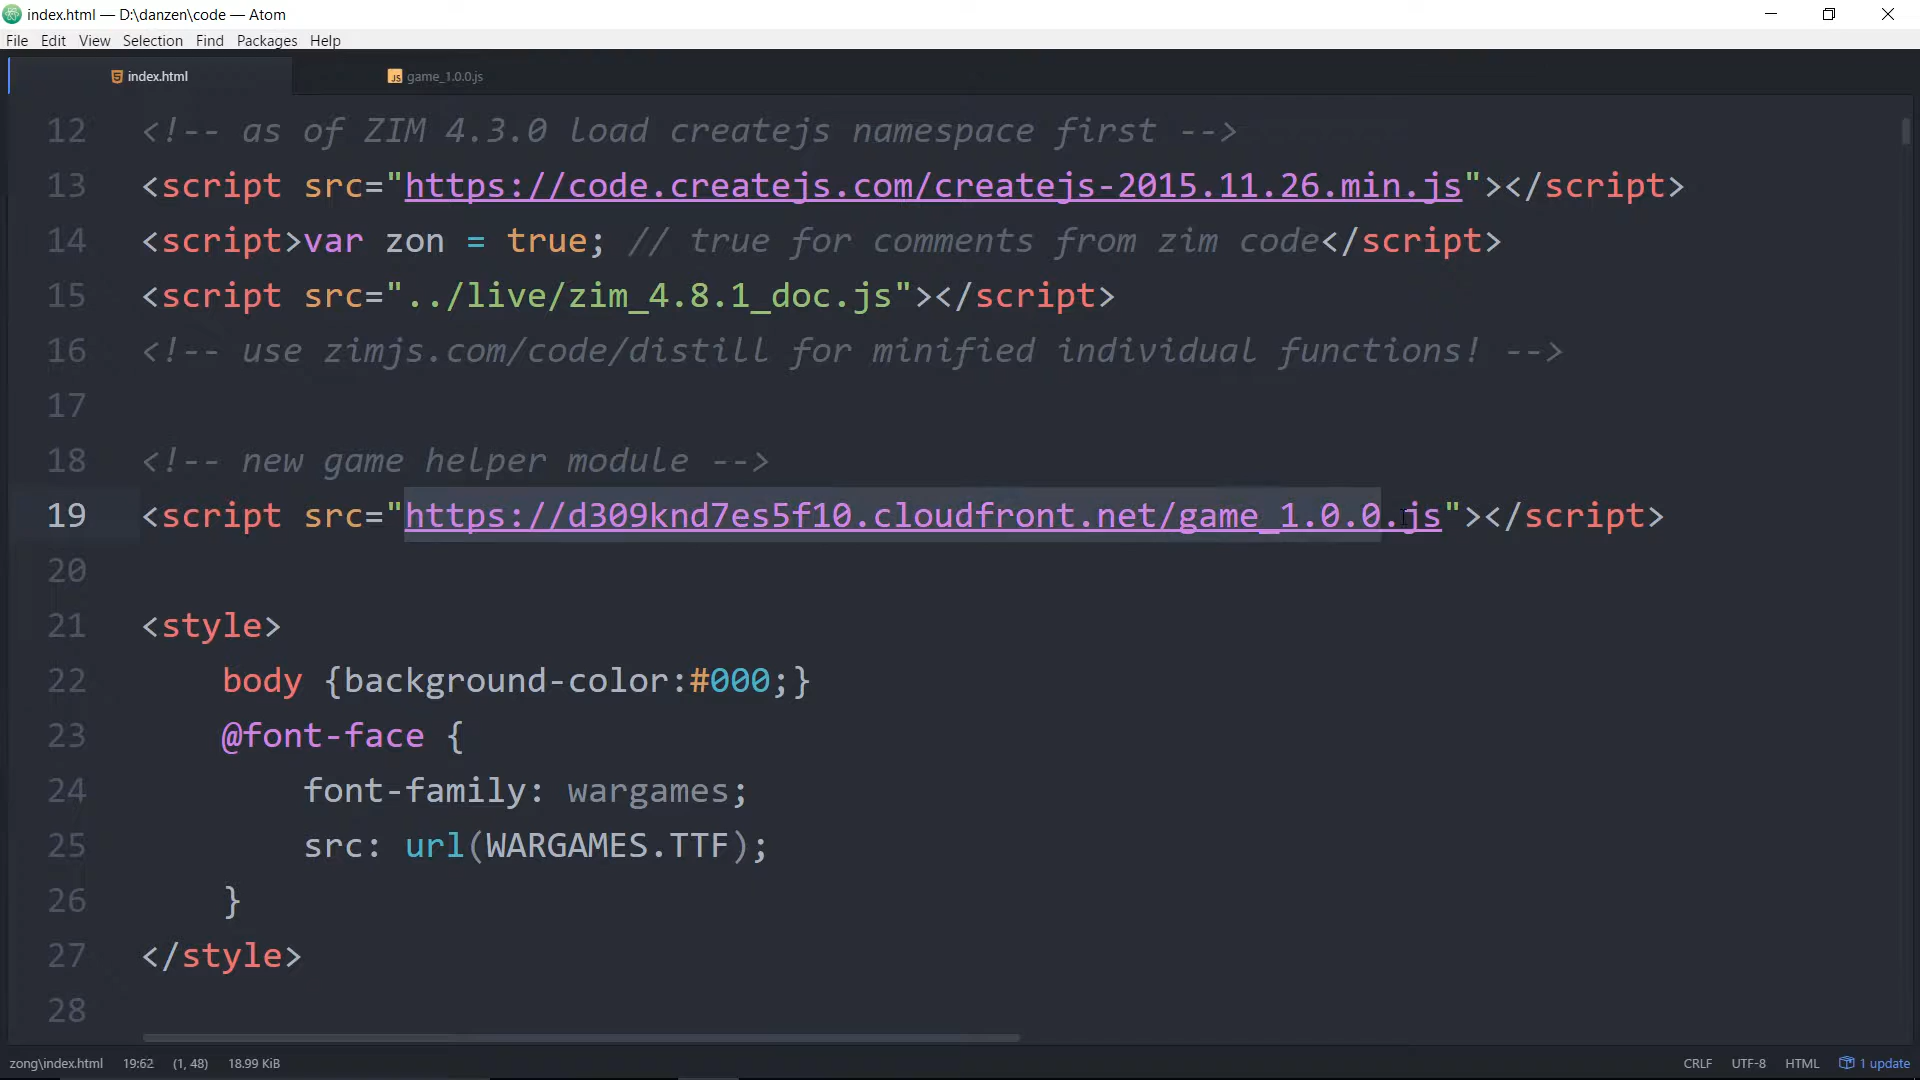 index.html — D:\danzen\code — Atom
File Edit View Selection Find Packages Help
index.html
JS game_1.0.0.js
12 <!-- as of ZIM 4.3.0 load createjs namespace first -->
13 <script src="https://code.createjs.com/createjs-2015.11.26.min.js"></script>
14 <script>var zon = true; // true for comments from zim code</script>
15 <script src="../live/zim_4.8.1_doc.js"></script>
16 <!-- use zimjs.com/code/distill for minified individual functions! -->
17
18 <!-- new game helper module -->
19 <script src="https://d309knd7es5f10.cloudfront.net/game_1.0.0.js"></script>
20
21 <style>
22 body {background-color:#000;}
23 @font-face {
24 font-family: wargames;
25 src: url(WARGAMES.TTF);
26 }
27 </style>
28
zong\index.html 19:62 (1, 48) 18.99 KiB CRLF UTF-8 HTML 1 update